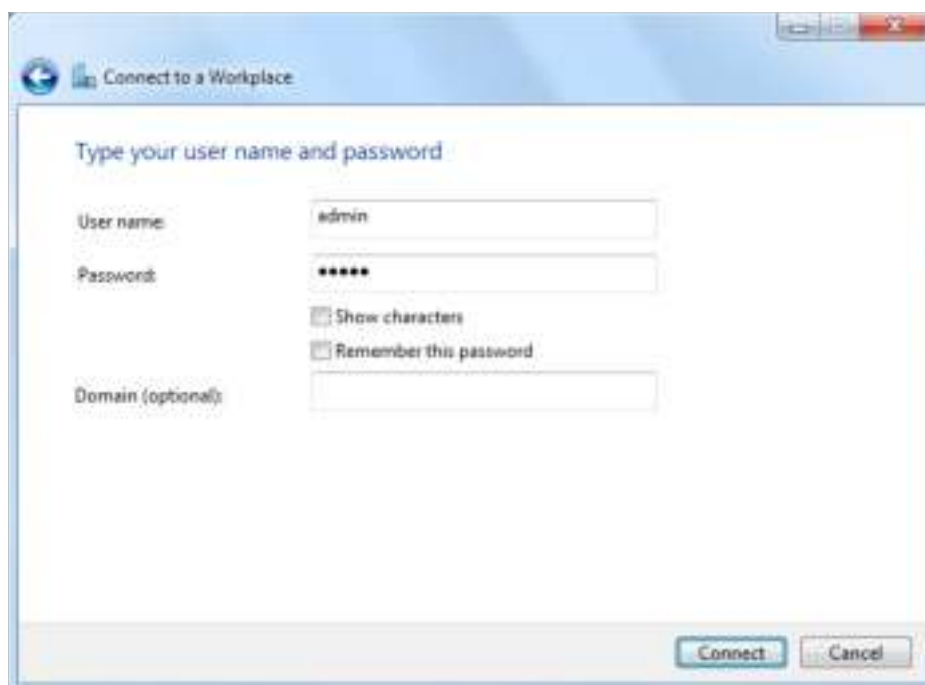 Connect to a Workplace
Type your user name and password
User name:
admin
Password:
•••••
Show characters
Remember this password
Domain (optional):
Connect
Cancel